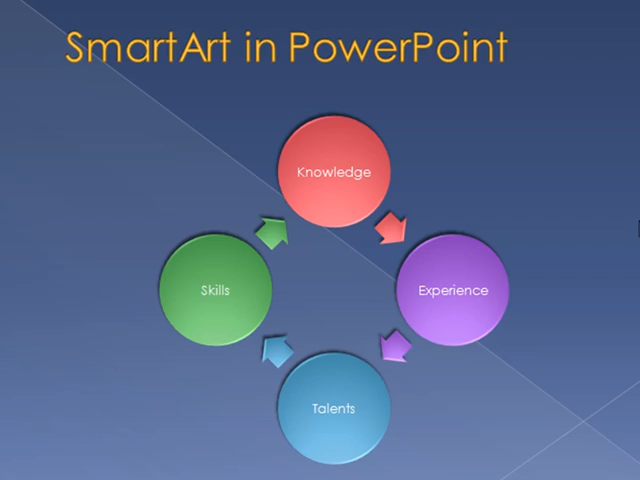 SmartArt in PowerPoint
Knowledge
Skills
Experience
Talents